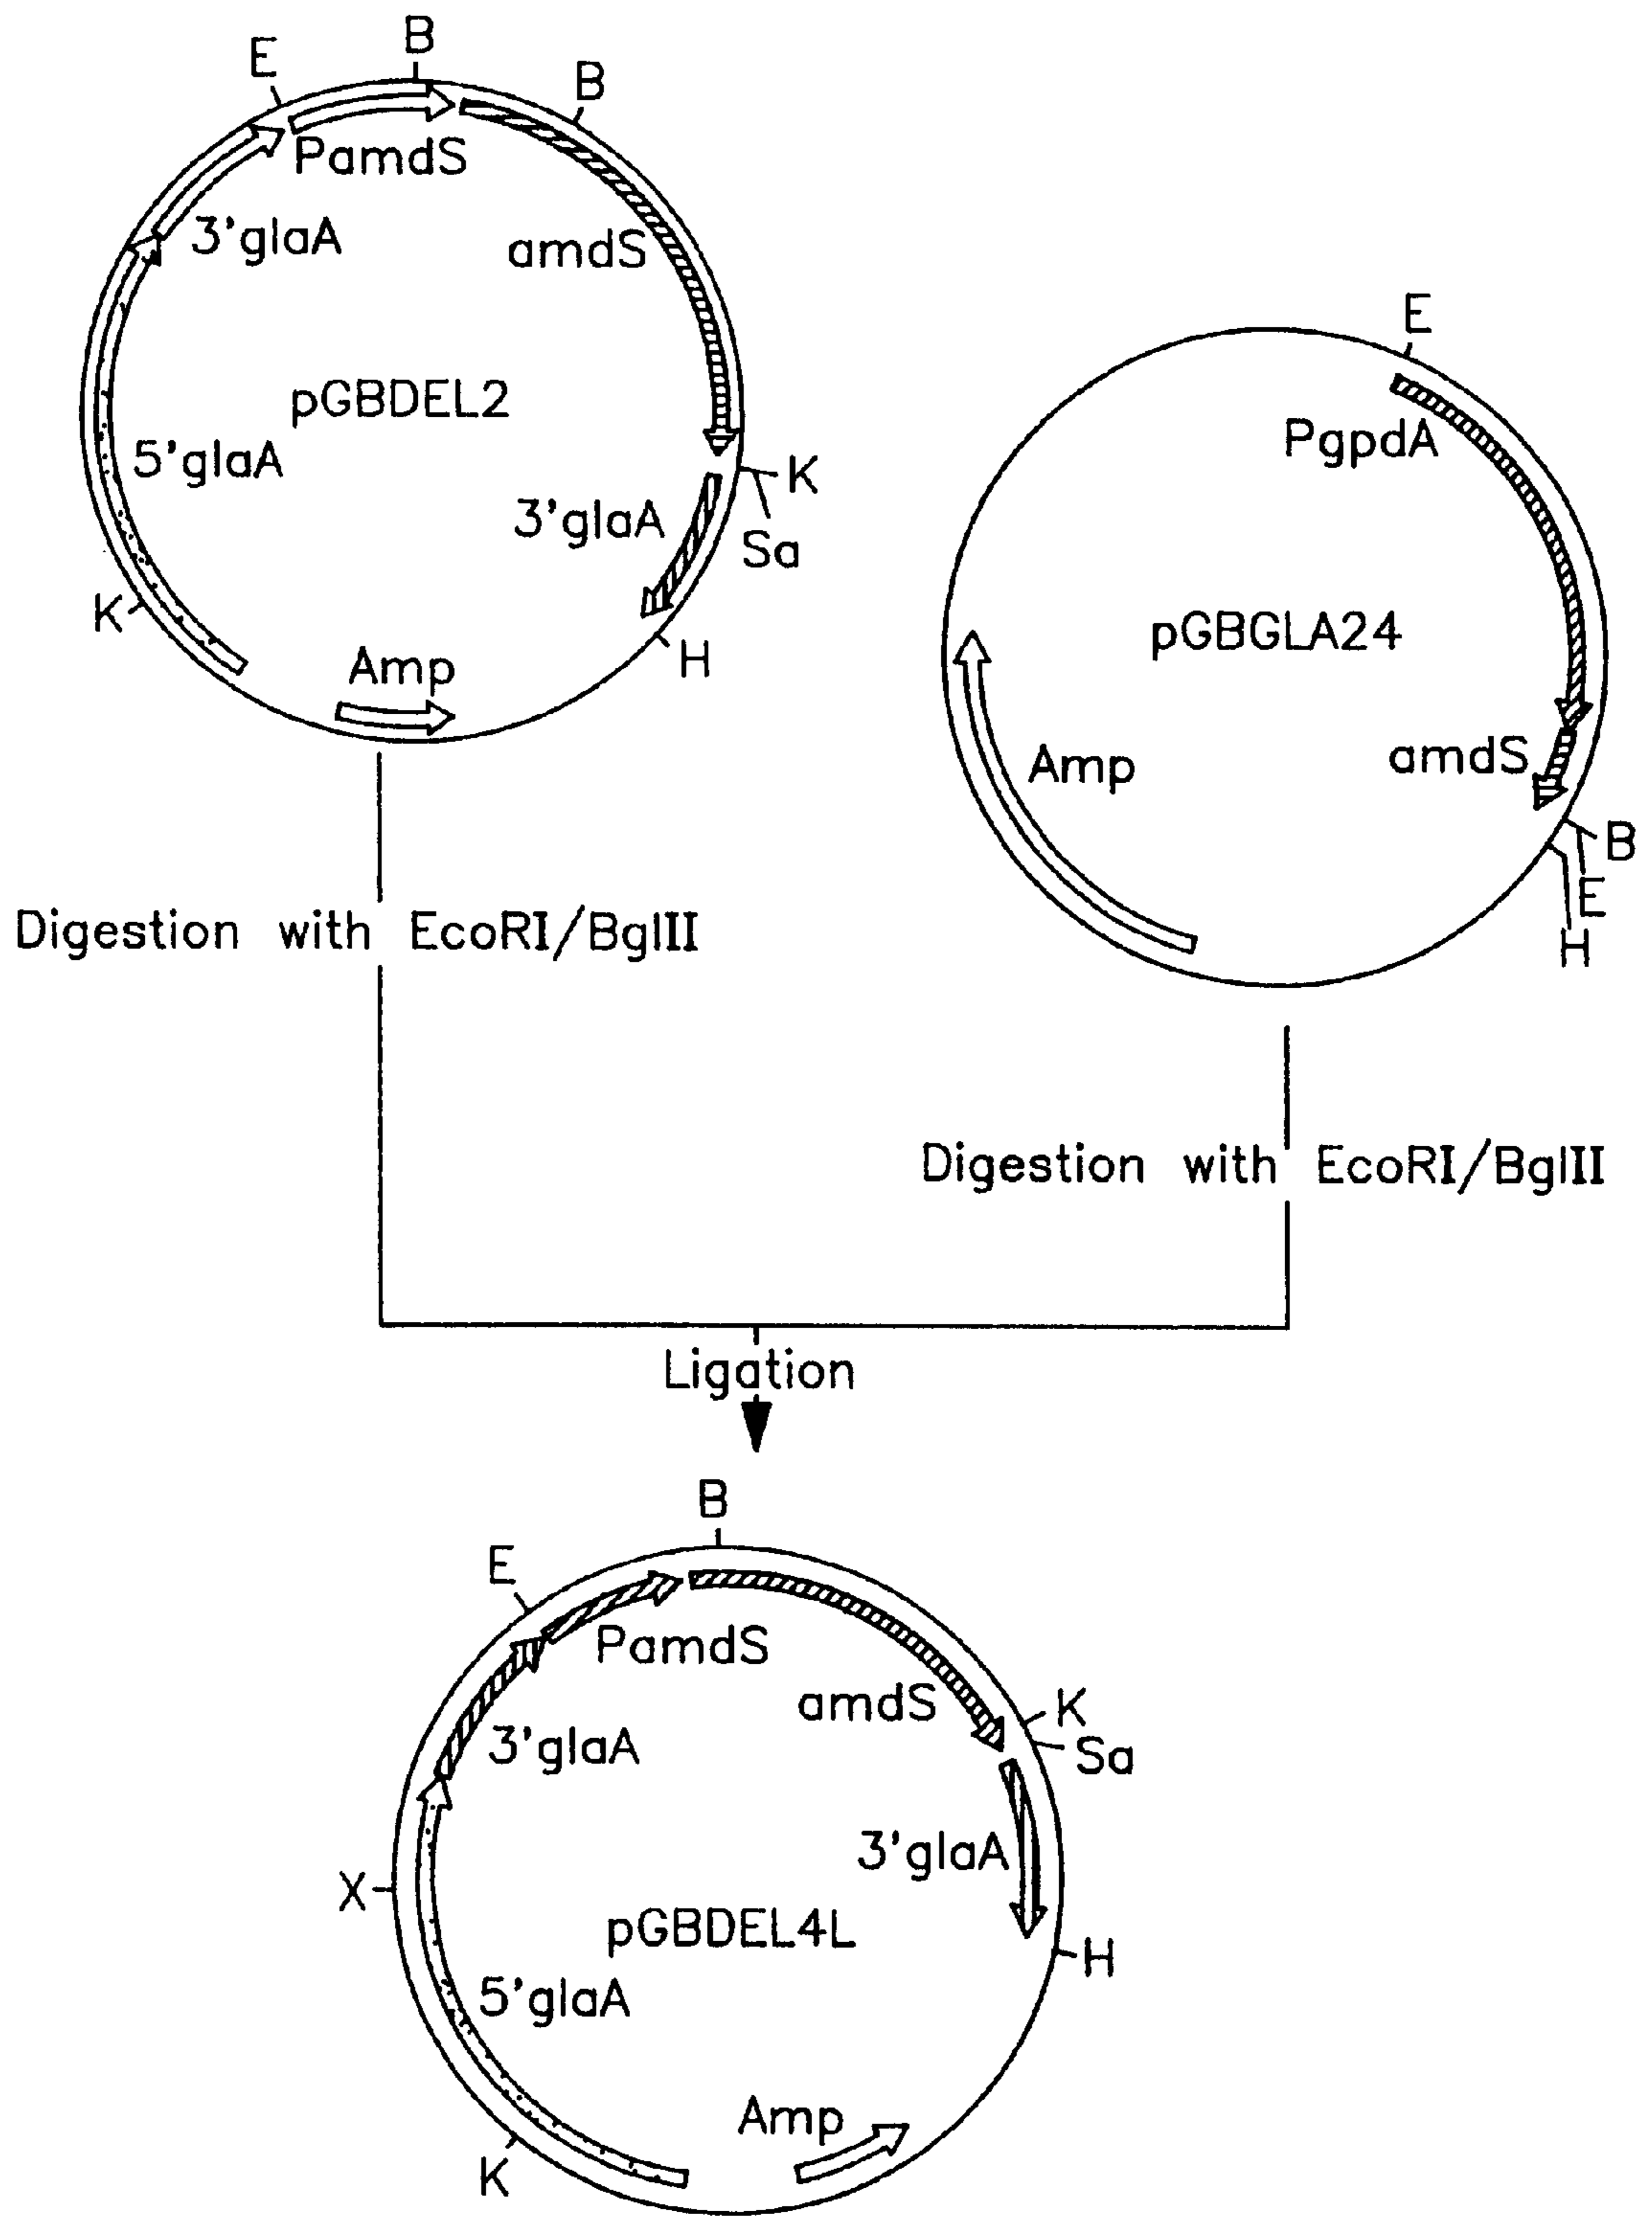 B
E
B
PamdS
3'glaA
amdS
pGBDEL2
5'glaA
K
3'glaA
Sa
K
H
Amp
E
PgpdA
pGBGLA24
amdS
Amp
B
E
H
Digestion with EcoRI/BglII
Digestion with EcoRI/BglII
Ligation
B
E
PamdS
amdS
K
Sa
3'glaA
3'glaA
X
pGBDEL4L
H
5'glaA
Amp
K